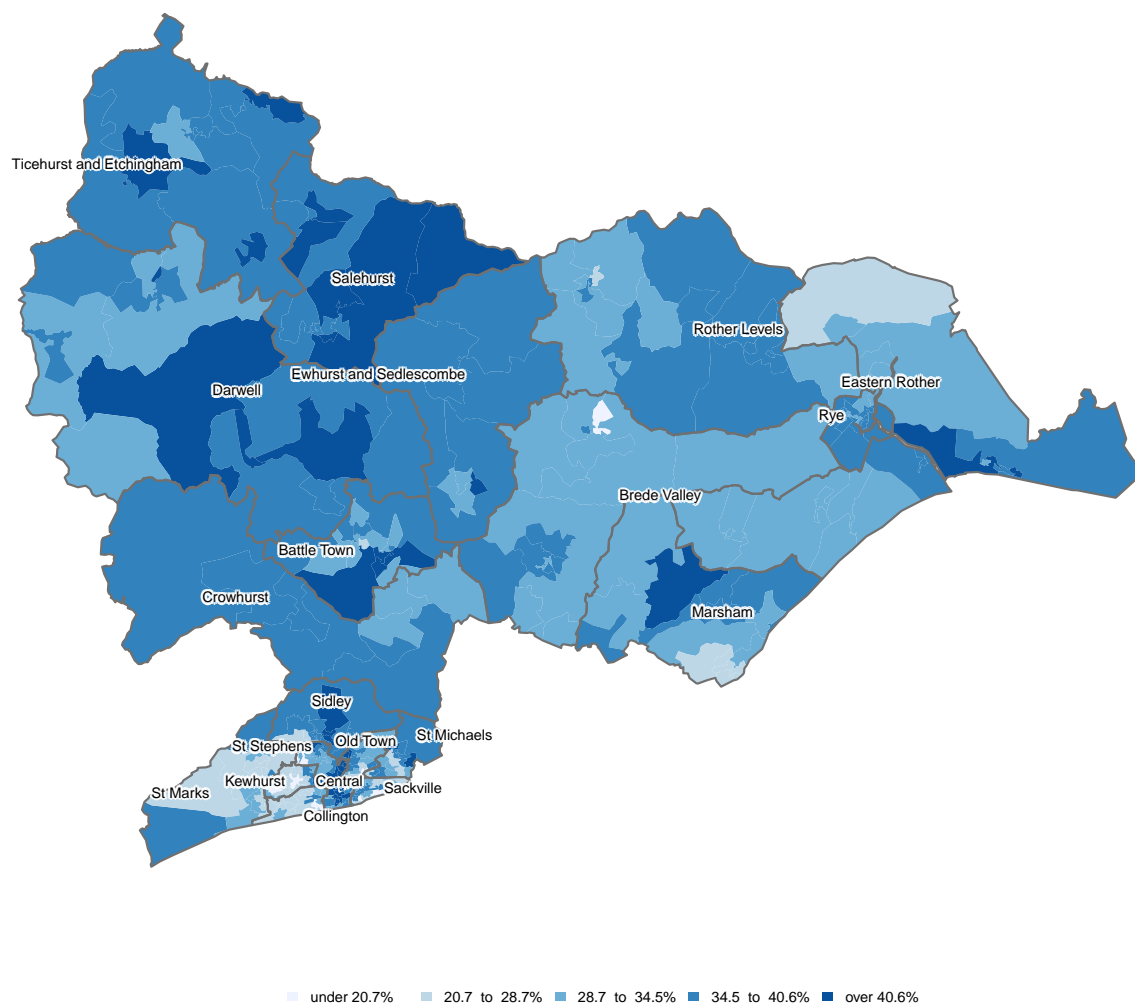 Ticehurst and Etchingham
Salehurst
Rother Levels
Ewhurst and Sedlescombe
Eastern Rother
Darwell
Rye
Brede Valley
Battle Town
Crowhurst
Marsham
Sidley
St Michaels
Old Town
St Stephens
Kewhurst
Central
Sackville
St Marks
Collington
under 20.7%
20.7 to 28.7%
28.7 to 34.5%
34.5 to 40.6%
over 40.6%